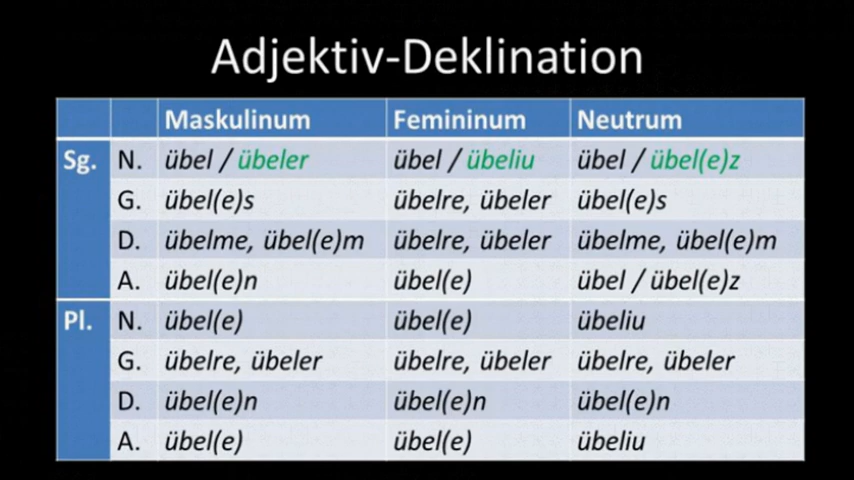 Adjektiv-Deklination
Maskulinum Femininum Neutrum
Sg. N. übel / übeler übel / übeliu übel / übel(e)z
G. übel(e)s übelre, übeler übel(e)s
D. übelme, übel(e)m übelre, übeler übelme, übel(e)m
A. übel(e)n übel(e) übel / übel(e)z
Pl. N. übel(e) übel(e) übeliu
G. übelre, übeler übelre, übeler übelre, übeler
D. übel(e)n übel(e)n übel(e)n
A. übel(e) übel(e) übeliu